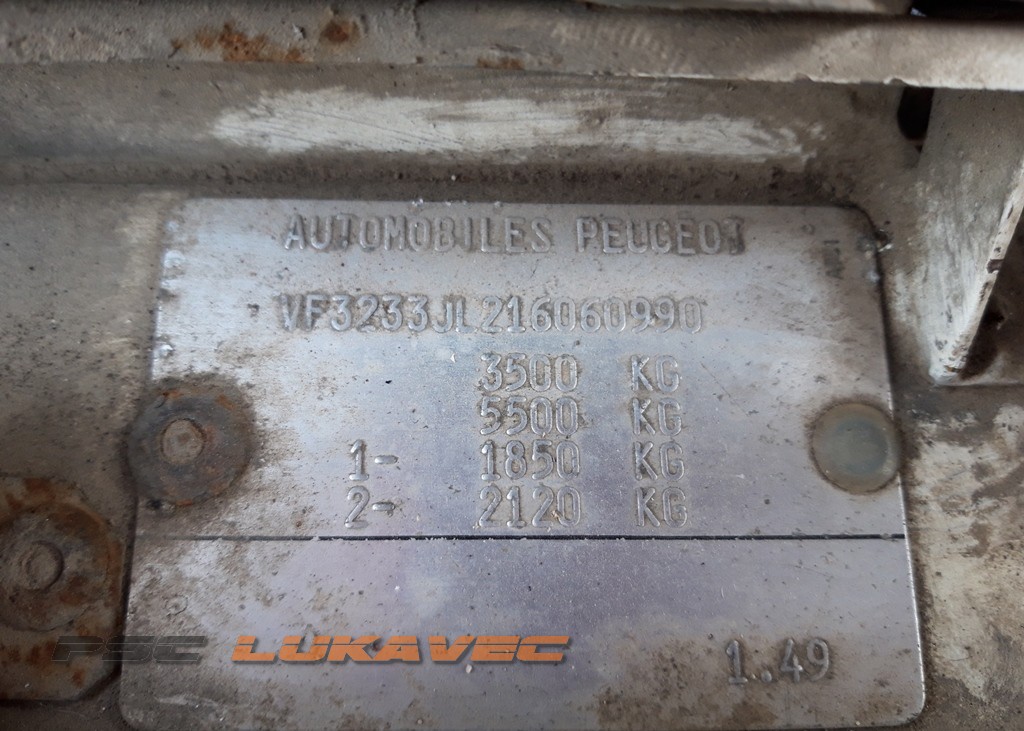 AUTOMOBILES PEUGEOT
VF3233JL216060990
3500 KG
5500 KG
1- 1850 KG
2- 2120 KG
1.49
PSC LUKAVEC